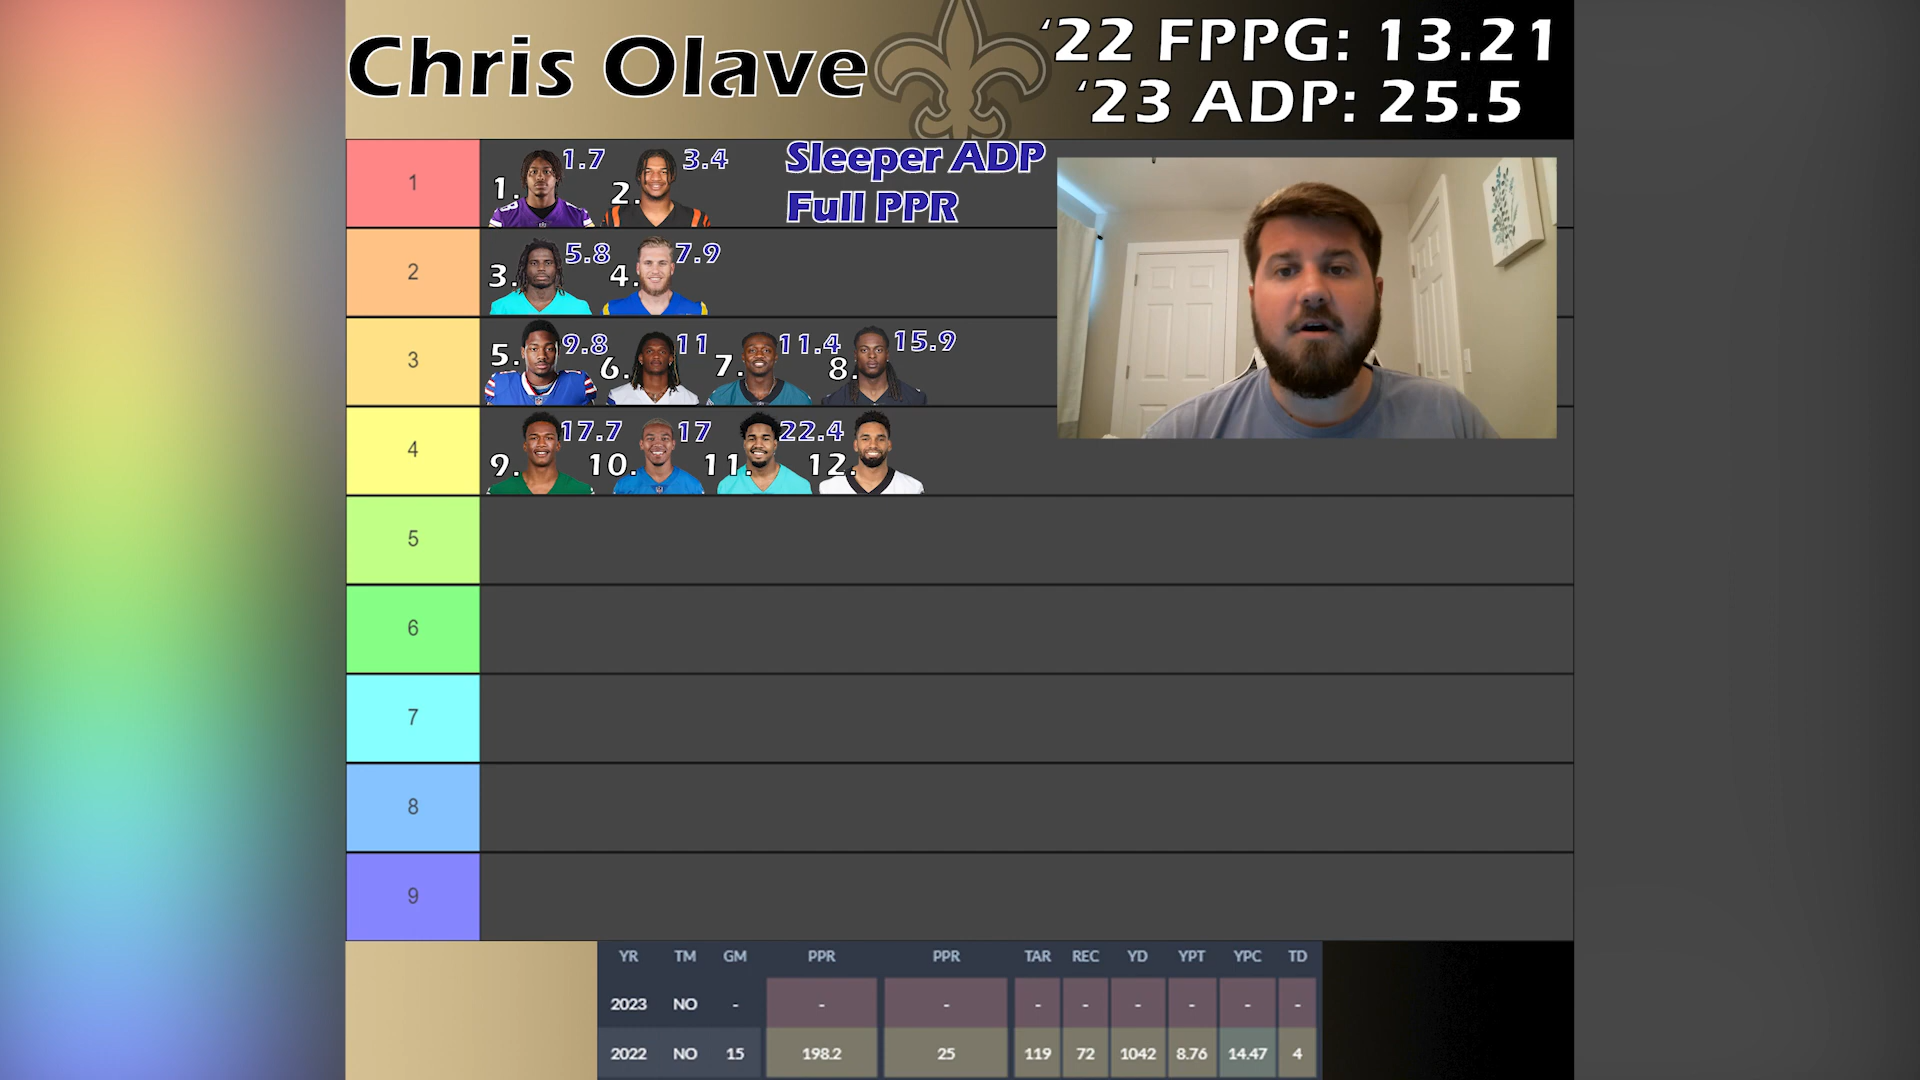 Chris Olave
‘22 FPPG: 13.21
‘23 ADP: 25.5
Sleeper ADP
Full PPR
1
1. 1.7 2. 3.4
2
3. 5.8 4. 7.9
3
5. 9.8 6. 11 7. 11.4 8. 15.9
4
9. 17.7 10. 17 11. 22.4 12.
5
6
7
8
9
YR TM GM PPR PPR TAR REC YD YPT YPC TD
2023 NO - - - - - - - - -
2022 NO 15 198.2 25 119 72 1042 8.76 14.47 4